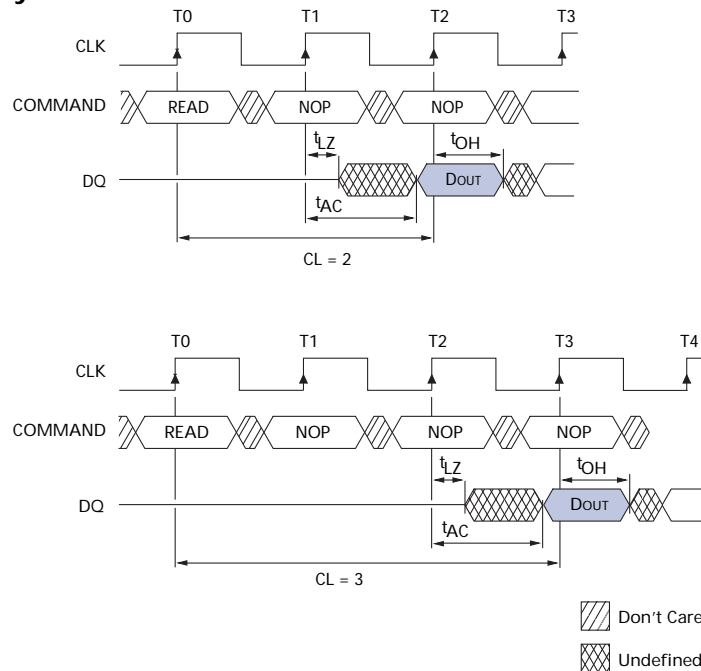 T0 T1 T2 T3
CLK
COMMAND READ NOP NOP
tLZ tOH
DQ DOUT
tAC
CL = 2
T0 T1 T2 T3 T4
CLK
COMMAND READ NOP NOP NOP
tLZ tOH
DQ DOUT
tAC
CL = 3
Don't Care
Undefined